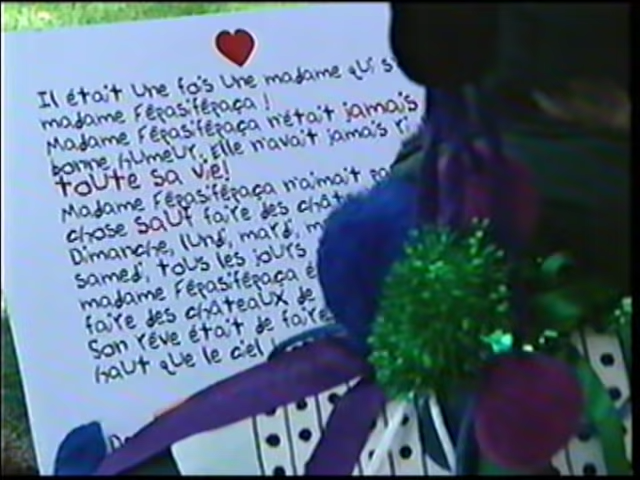 Il était une fois une madame qui s'
madame Fépasifépaça !
Madame Fépasifépaça n'était jamais
bonne humeur. Elle n'avait jamais ri
toute sa vie!
Madame Fépasifépaça n'aimait pa
chose sauf faire des chât
Dimanche, lundi, mardi, m
samedi, tous les jours
madame Fépasifépaça é
faire des châteaux de
Son rêve était de faire
haut que le ciel !